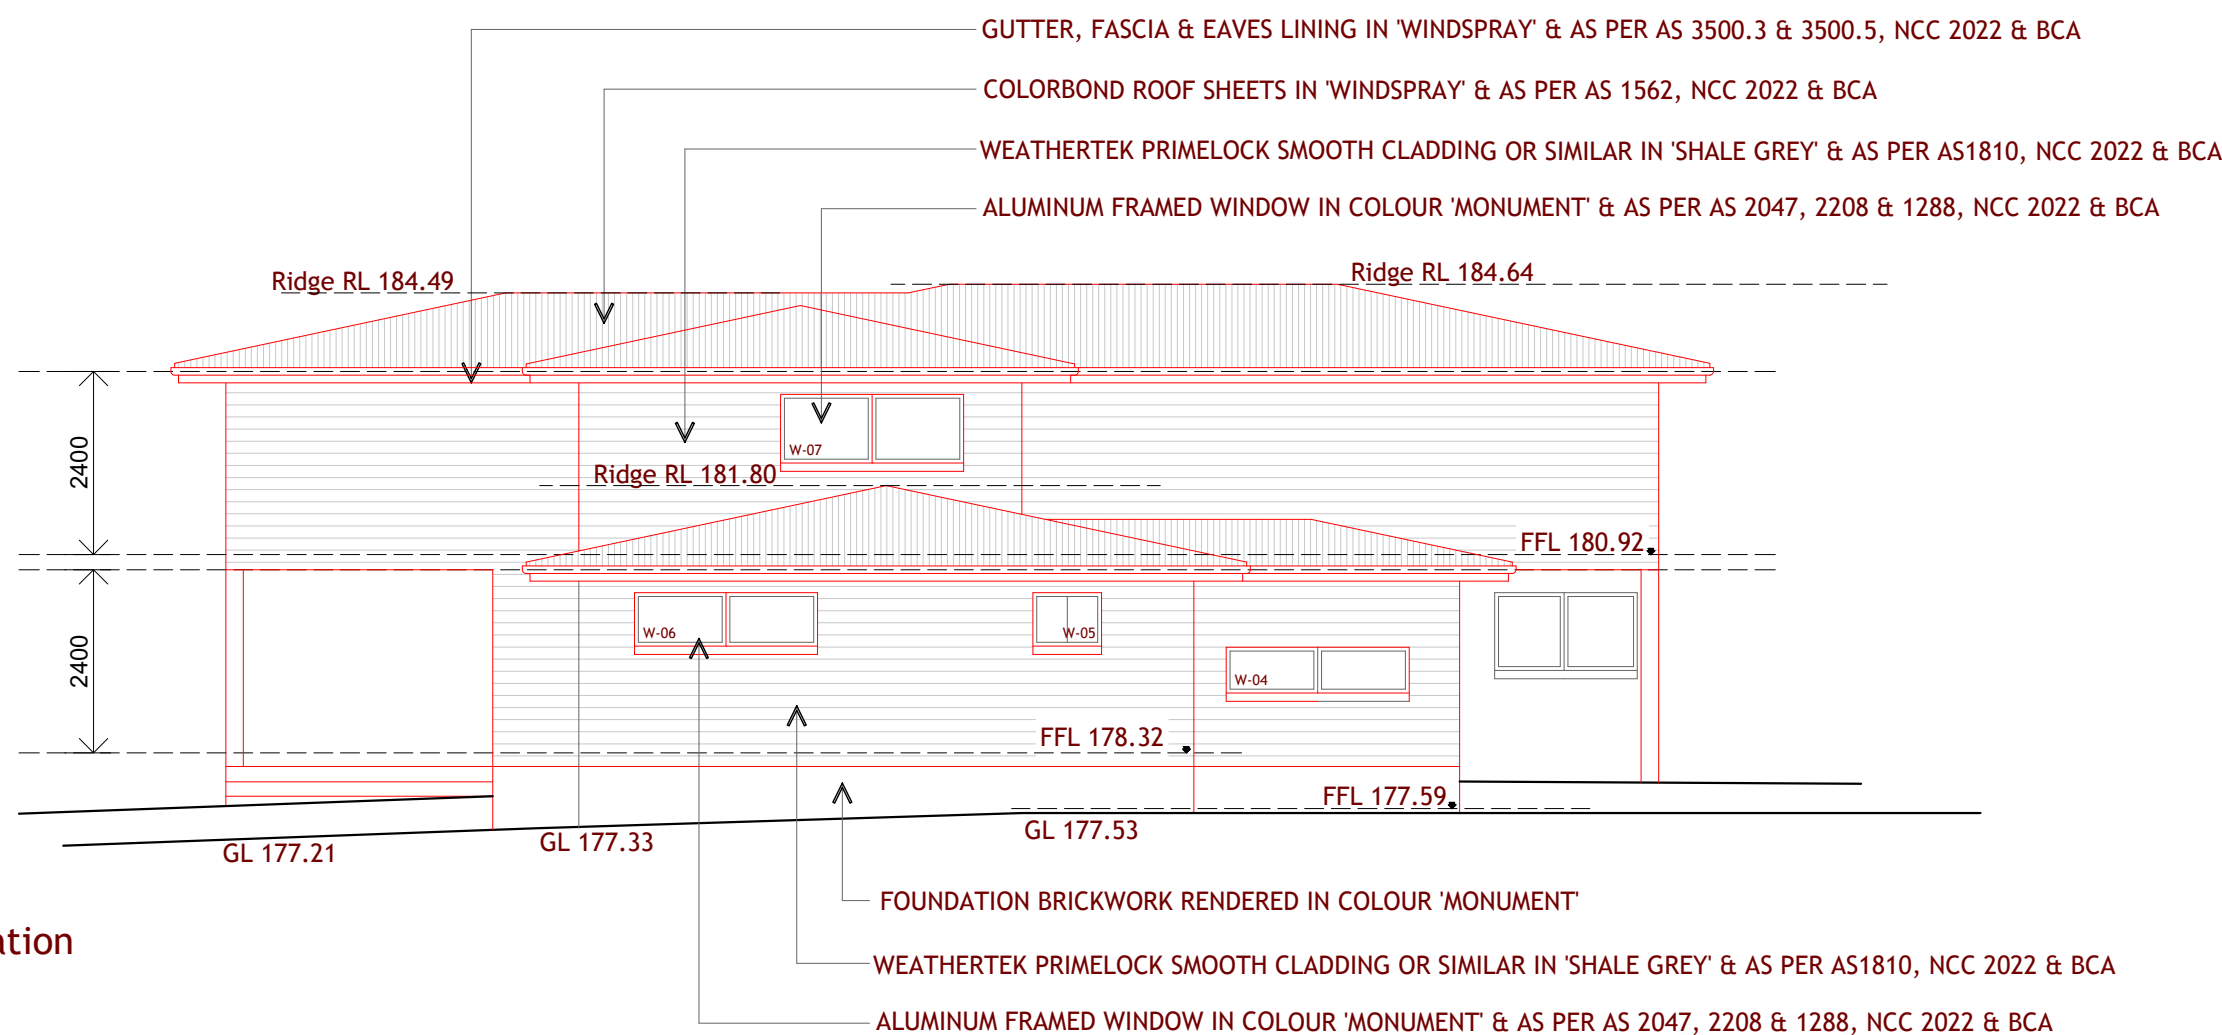 GUTTER, FASCIA & EAVES LINING IN 'WINDSPRAY' & AS PER AS 3500.3 & 3500.5, NCC 2022 & BCA
COLORBOND ROOF SHEETS IN 'WINDSPRAY' & AS PER AS 1562, NCC 2022 & BCA
WEATHERTEK PRIMELOCK SMOOTH CLADDING OR SIMILAR IN 'SHALE GREY' & AS PER AS1810, NCC 2022 & BCA
ALUMINUM FRAMED WINDOW IN COLOUR 'MONUMENT' & AS PER AS 2047, 2208 & 1288, NCC 2022 & BCA
Ridge RL 184.49
Ridge RL 184.64
2400
W-07
Ridge RL 181.80
FFL 180.92
2400
W-06
W-05
W-04
FFL 178.32
FFL 177.59
GL 177.21
GL 177.33
GL 177.53
FOUNDATION BRICKWORK RENDERED IN COLOUR 'MONUMENT'
ation
WEATHERTEK PRIMELOCK SMOOTH CLADDING OR SIMILAR IN 'SHALE GREY' & AS PER AS1810, NCC 2022 & BCA
ALUMINUM FRAMED WINDOW IN COLOUR 'MONUMENT' & AS PER AS 2047, 2208 & 1288, NCC 2022 & BCA